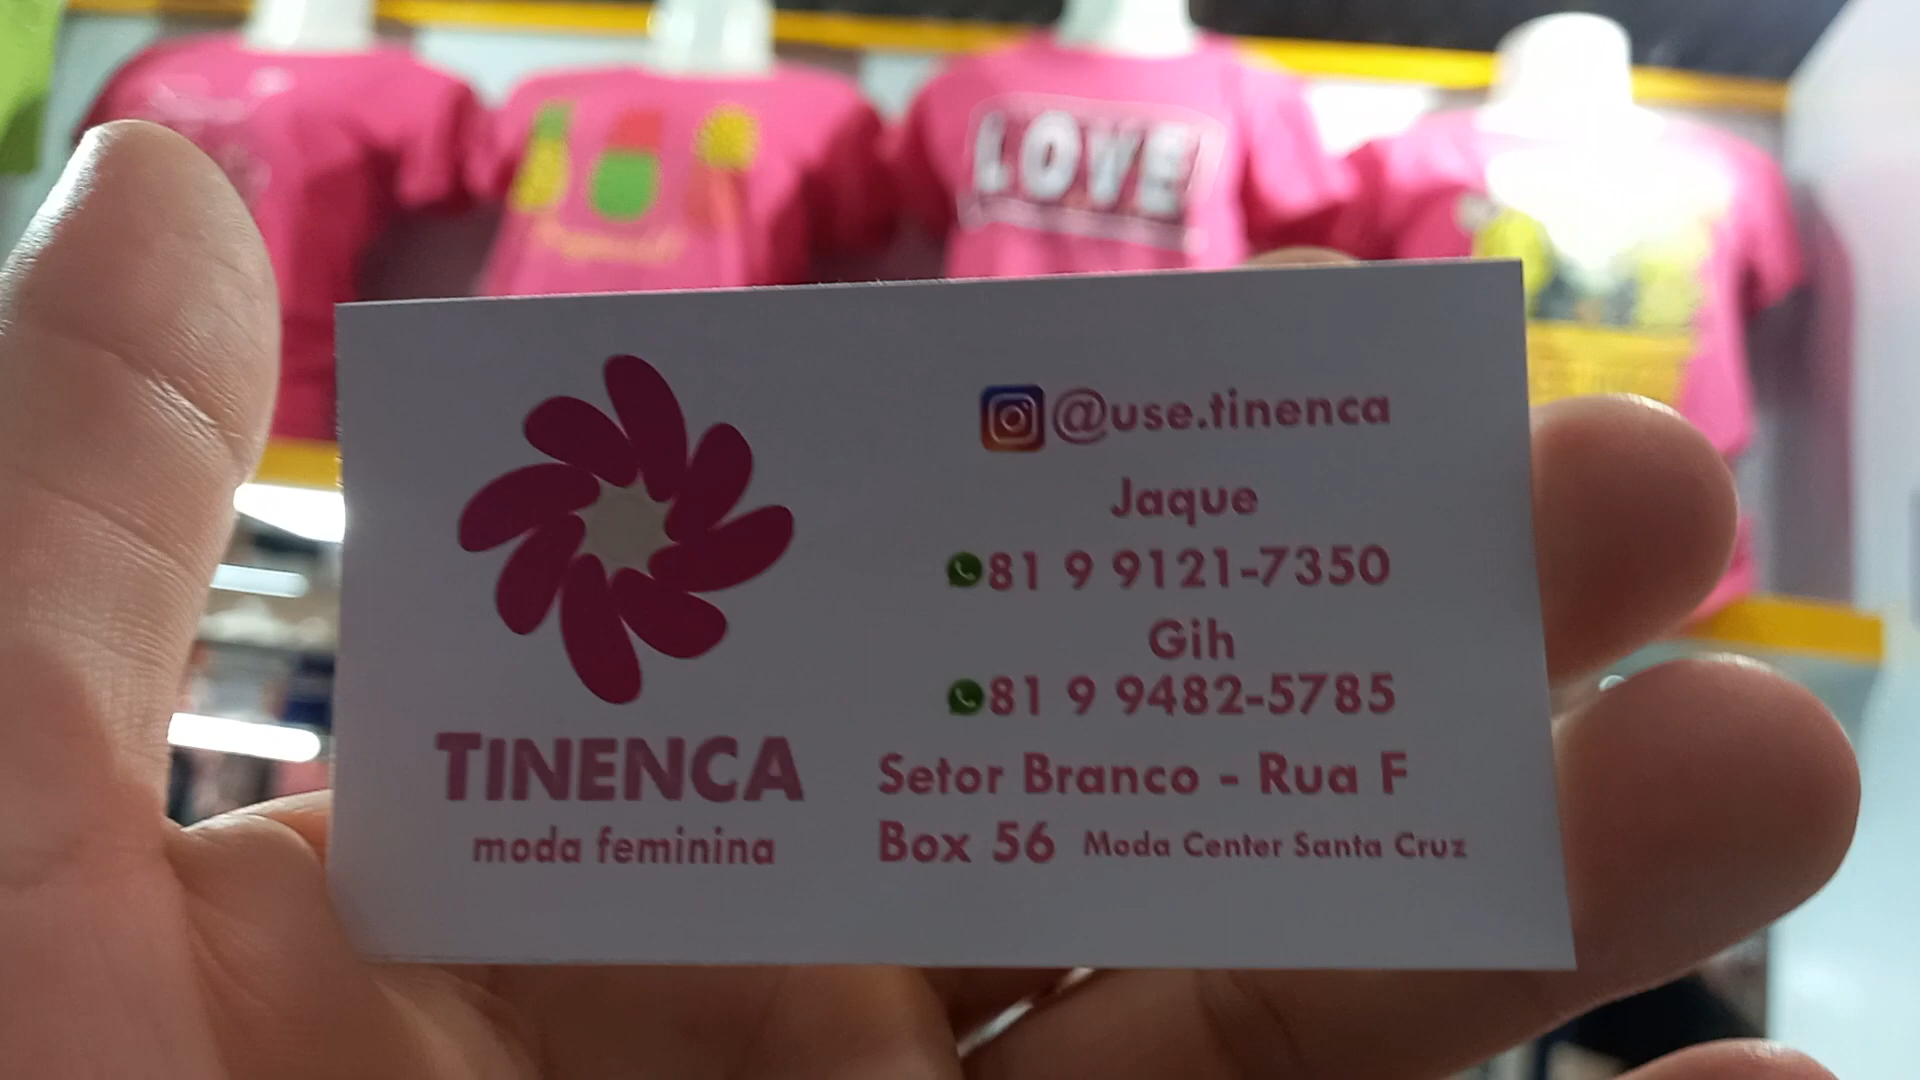 LOVE
TINENCA
moda feminina
@use.tinenca
Jaque
81 9 9121-7350
Gih
81 9 9482-5785
Setor Branco - Rua F
Box 56 Moda Center Santa Cruz